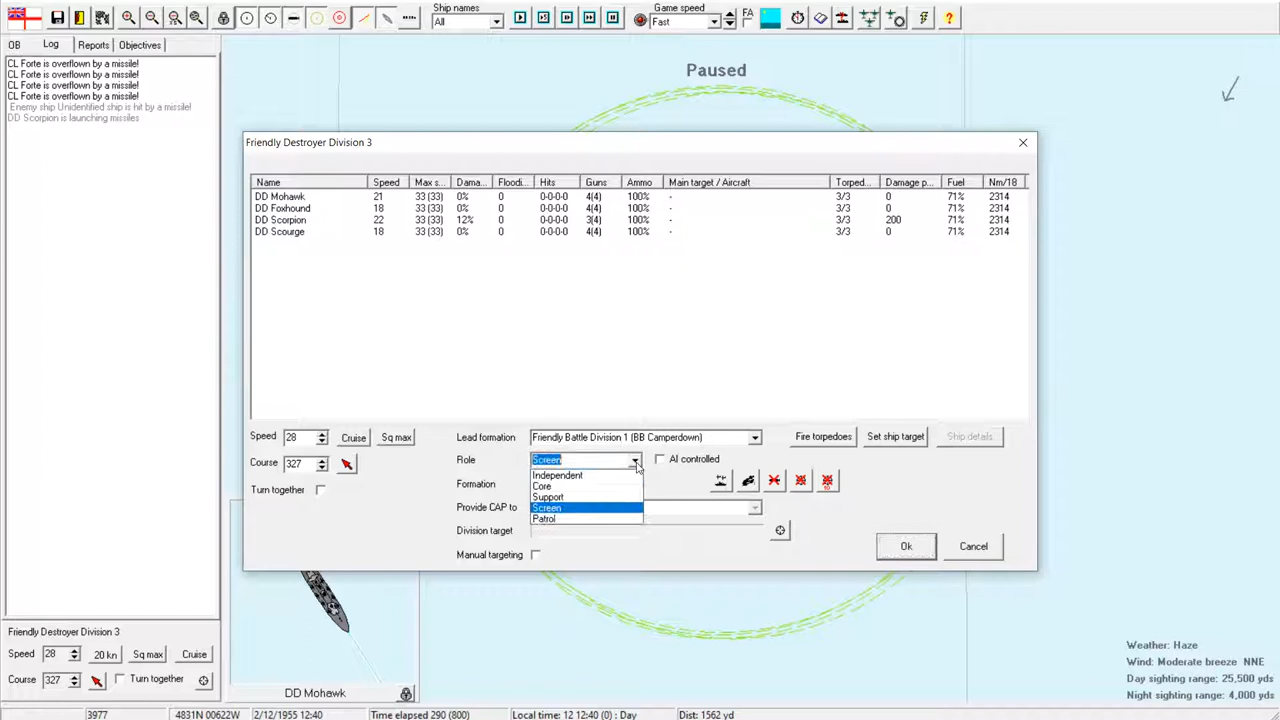 Ship names
All
Game speed
Fast
FA
OB
Log
Reports
Objectives
CL Forte is overflown by a missile!
CL Forte is overflown by a missile!
CL Forte is overflown by a missile!
CL Forte is overflown by a missile!
Enemy ship Unidentified ship is hit by a missile!
DD Scorpion is launching missiles
Paused
Friendly Destroyer Division 3
Name Speed Max s... Dama... Floodi... Hits Guns Ammo Main target / Aircraft Torped... Damage p... Fuel Nm/18
DD Mohawk 21 33 (33) 0% 0 0-0-0-0 4(4) 100% - 3/3 0 71% 2314
DD Foxhound 18 33 (33) 0% 0 0-0-0-0 4(4) 100% - 3/3 0 71% 2314
DD Scorpion 22 33 (33) 12% 0 0-0-0-0 3(4) 100% - 3/3 200 71% 2314
DD Scourge 18 33 (33) 0% 0 0-0-0-0 4(4) 100% - 3/3 0 71% 2314
Speed 28 Cruise Sq max
Course 327
Turn together
Lead formation Friendly Battle Division 1 (BB Camperdown)
Role Screen
AI controlled
Independent
Core
Support
Screen
Patrol
Formation
Provide CAP to
Division target
Manual targeting
Fire torpedoes
Set ship target
Ship details
10
Ok
Cancel
Friendly Destroyer Division 3
Speed 28 20 kn Sq max Cruise
Course 327 Turn together
DD Mohawk
Weather: Haze
Wind: Moderate breeze NNE
Day sighting range: 25,500 yds
Night sighting range: 4,000 yds
3977
4831N 00622W
2/12/1955 12:40
Time elapsed 290 (800)
Local time: 12 12:40 (0) : Day
Dist: 1562 yd